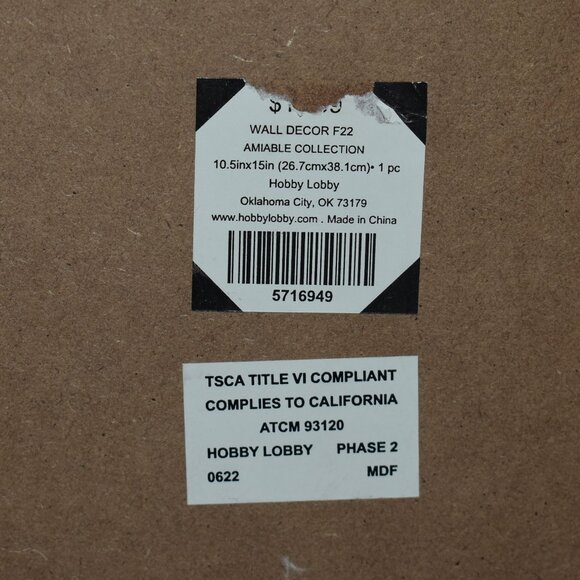 WALL DECOR F22
AMIABLE COLLECTION
10.5inx15in (26.7cmx38.1cm)• 1 pc
Hobby Lobby
Oklahoma City, OK 73179
www.hobbylobby.com . Made in China
5716949
TSCA TITLE VI COMPLIANT
COMPLIES TO CALIFORNIA
ATCM 93120
HOBBY LOBBY PHASE 2
0622 MDF